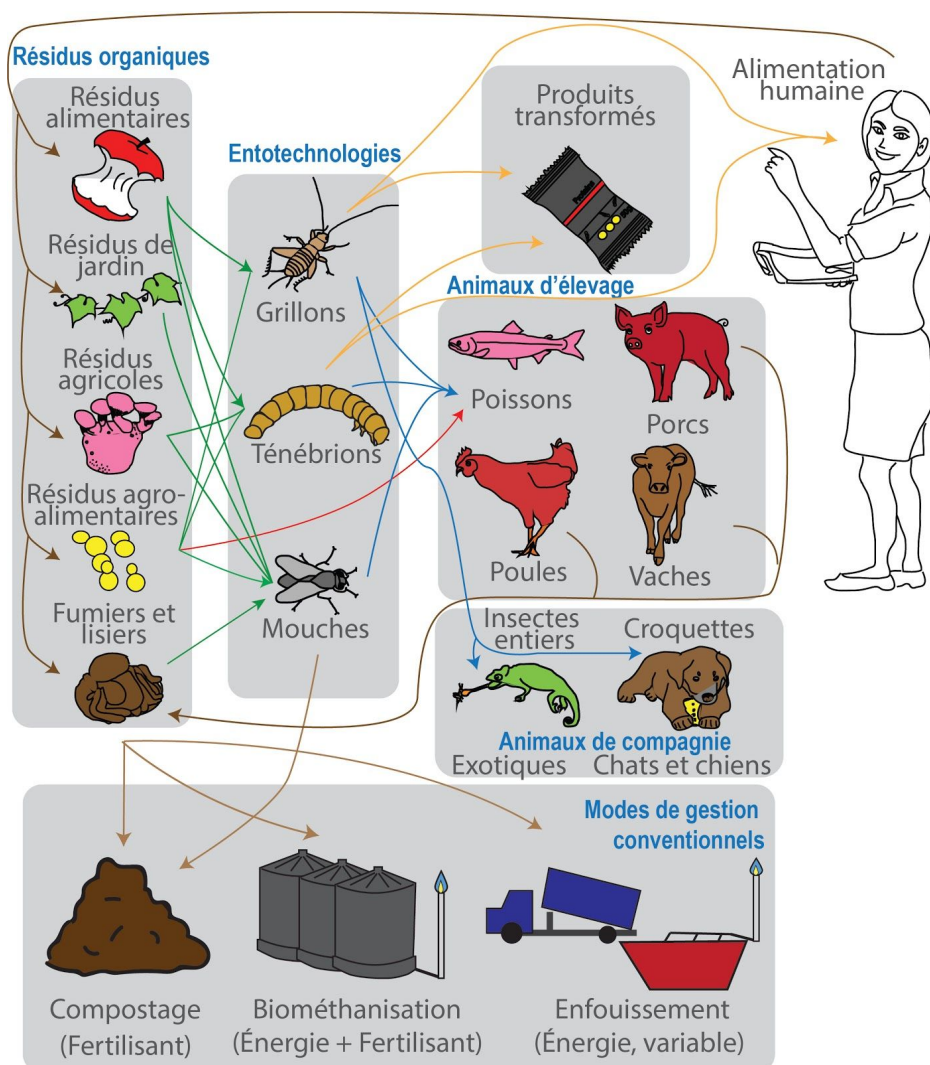 Résidus organiques
Résidus
alimentaires
Résidus de
jardin
Résidus
agricoles
Résidus agro-
alimentaires
Fumiers et
lisiers
Entotechnologies
Grillons
Ténébrions
Mouches
Produits
transformés
Protéines
Alimentation
humaine
Animaux d'élevage
Poissons
Porcs
Poules
Vaches
Insectes
entiers
Croquettes
Animaux de compagnie
Exotiques
Chats et chiens
Modes de gestion
conventionnels
Compostage
(Fertilisant)
Biométhanisation
(Énergie + Fertilisant)
Enfouissement
(Énergie, variable)